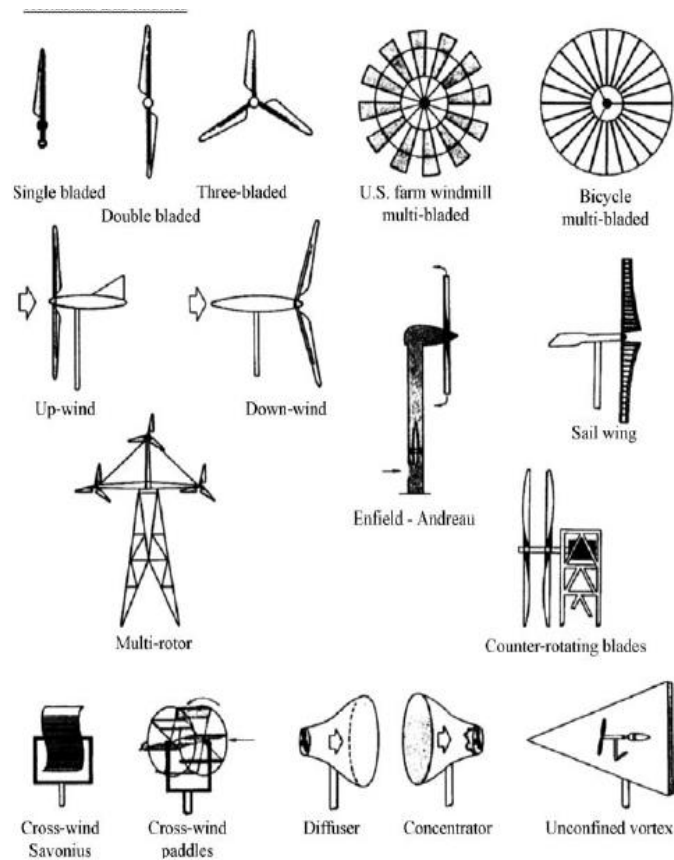 Single bladed
Double bladed
Three-bladed
U.S. farm windmill
multi-bladed
Bicycle
multi-bladed
Up-wind
Down-wind
Enfield - Andreau
Sail wing
Multi-rotor
Counter-rotating blades
Cross-wind
Savonius
Cross-wind
paddles
Diffuser
Concentrator
Unconfined vortex